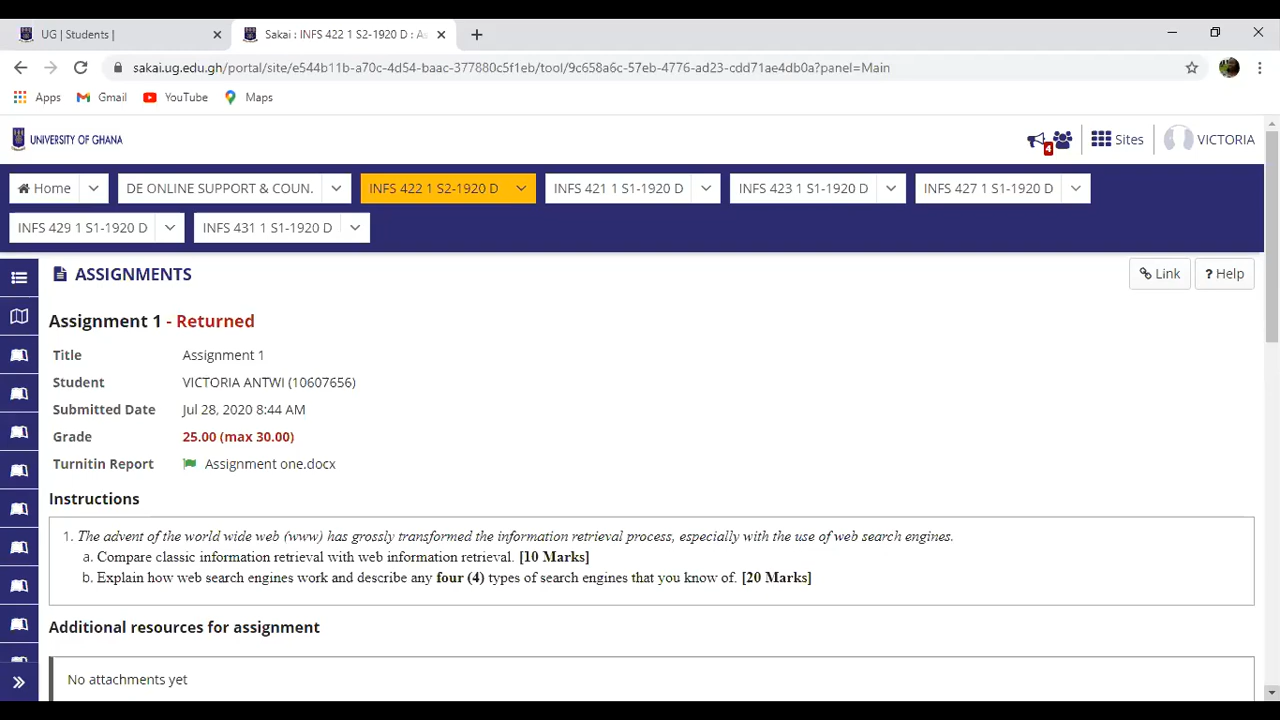 UG | Students |
Sakai : INFS 422 1 S2-1920 D : As
sakai.ug.edu.gh/portal/site/e544b11b-a70c-4d54-baac-377880c5f1eb/tool/9c658a6c-57eb-4776-ad23-cdd71ae4db0a?panel=Main
Apps Gmail YouTube Maps
UNIVERSITY OF GHANA
4 Sites VICTORIA
Home DE ONLINE SUPPORT & COUN. INFS 422 1 S2-1920 D INFS 421 1 S1-1920 D INFS 423 1 S1-1920 D INFS 427 1 S1-1920 D
INFS 429 1 S1-1920 D INFS 431 1 S1-1920 D
ASSIGNMENTS Link ? Help
Assignment 1 - Returned
Title Assignment 1
Student VICTORIA ANTWI (10607656)
Submitted Date Jul 28, 2020 8:44 AM
Grade 25.00 (max 30.00)
Turnitin Report Assignment one.docx
Instructions
1. The advent of the world wide web (www) has grossly transformed the information retrieval process, especially with the use of web search engines.
a. Compare classic information retrieval with web information retrieval. [10 Marks]
b. Explain how web search engines work and describe any four (4) types of search engines that you know of. [20 Marks]
Additional resources for assignment
No attachments yet